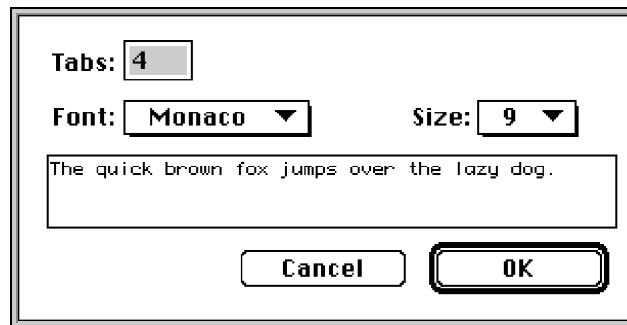 Tabs: 4
Font: Monaco Size: 9
The quick brown fox jumps over the lazy dog.
Cancel OK